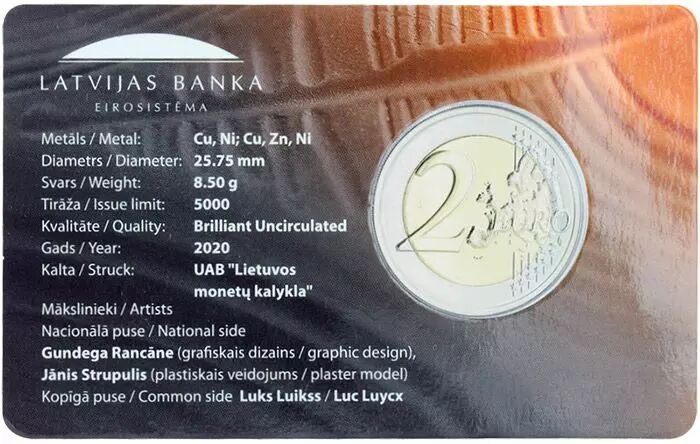 LATVIJAS BANKA
EIROSISTĒMA
Metāls / Metal: Cu, Ni; Cu, Zn, Ni
Diametrs / Diameter: 25.75 mm
Svars / Weight: 8.50 g
Tirāža / Issue limit: 5000
Kvalitāte / Quality: Brilliant Uncirculated
Gads / Year: 2020
Kalta / Struck: UAB "Lietuvos
monetų kalykla"
Mākslinieki / Artists
Nacionālā puse / National side
Gundega Rancāne (grafiskais dizains / graphic design),
Jānis Strupulis (plastiskais veidojums / plaster model)
Kopīgā puse / Common side Luks Luikss / Luc Luycx
2 EURO